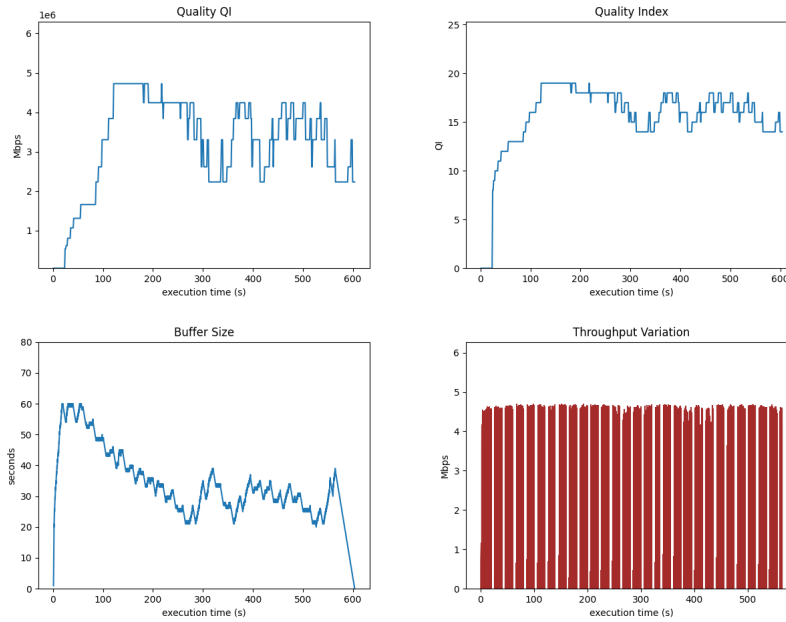 Quality QI
1e6
6
5
4
3
2
1
Mbps
0 100 200 300 400 500 600
execution time (s)
Quality Index
25
20
15
10
5
0
QI
0 100 200 300 400 500 600
execution time (s)
Buffer Size
80
70
60
50
40
30
20
10
0
seconds
0 100 200 300 400 500 600
execution time (s)
Throughput Variation
6
5
4
3
2
1
0
Mbps
0 100 200 300 400 500
execution time (s)